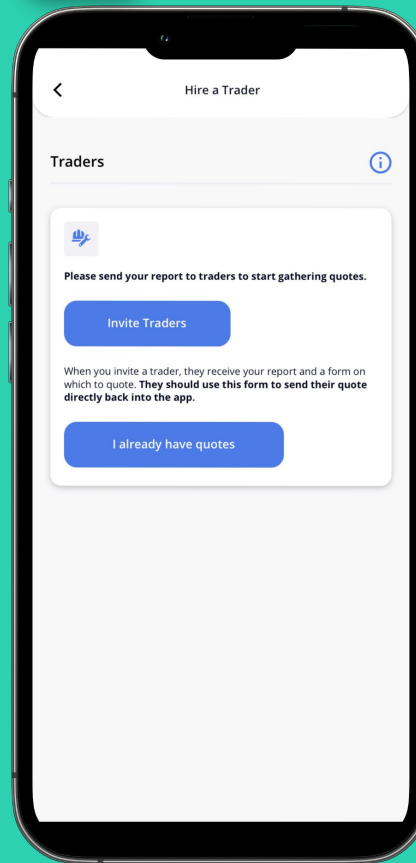 Hire a Trader
Traders
Please send your report to traders to start gathering quotes.
Invite Traders
When you invite a trader, they receive your report and a form on
which to quote. They should use this form to send their quote
directly back into the app.
I already have quotes